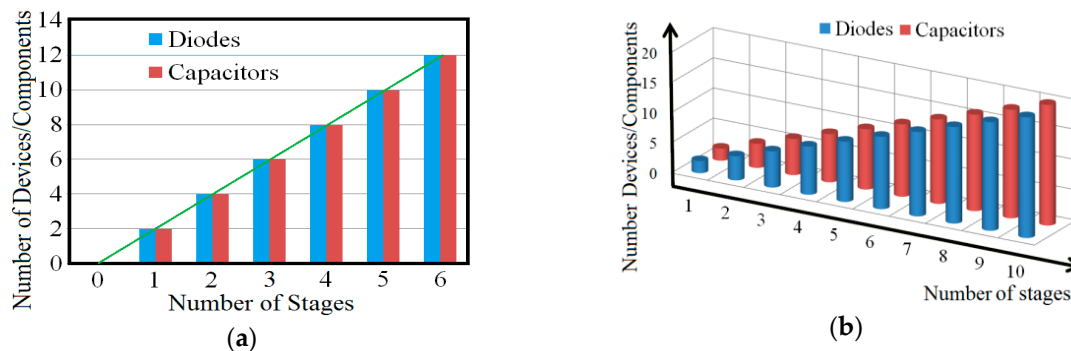 Number of Devices/Components
14
12
10
8
6
4
2
0
Diodes
Capacitors
0 1 2 3 4 5 6
Number of Stages
(a)
Number Devices/Components
Diodes Capacitors
20
15
10
5
0
1 2 3 4 5 6 7 8 9 10
Number of stages
(b)